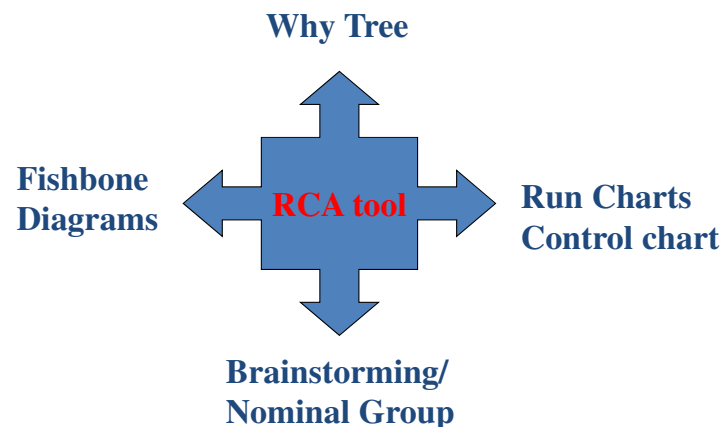 Why Tree
Fishbone
Diagrams
RCA tool
Run Charts
Control chart
Brainstorming/
Nominal Group